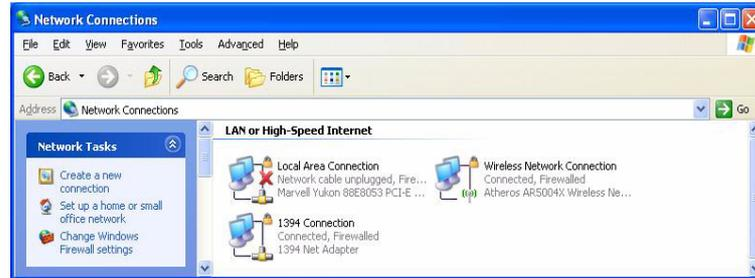 Network Connections
File Edit View Favorites Tools Advanced Help
Back Search Folders
Address Network Connections Go
Network Tasks
Create a new
connection
Set up a home or small
office network
Change Windows
Firewall settings
LAN or High-Speed Internet
Local Area Connection
Network cable unplugged, Fire...
Marvell Yukon 88E8053 PCI-E ...
Wireless Network Connection
Connected, Firewalled
Atheros AR5004X Wireless Ne...
1394 Connection
Connected, Firewalled
1394 Net Adapter